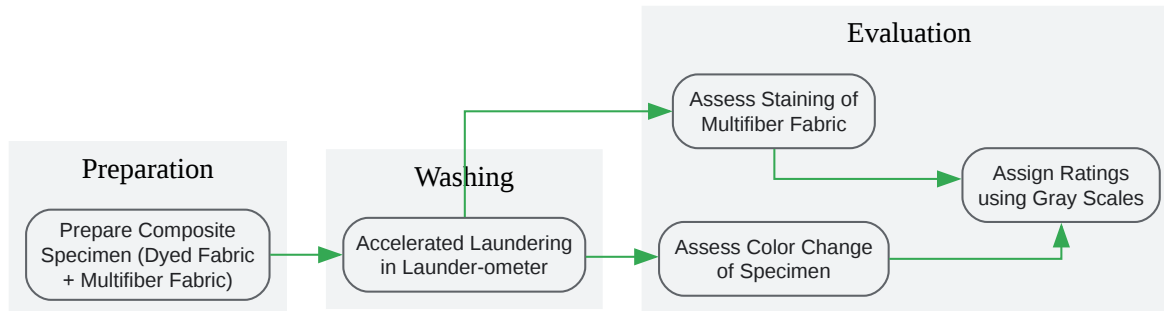 Preparation
Prepare Composite
Specimen (Dyed Fabric
+ Multifiber Fabric)
Washing
Accelerated Laundering
in Launder-ometer
Evaluation
Assess Staining of
Multifiber Fabric
Assess Color Change
of Specimen
Assign Ratings
using Gray Scales